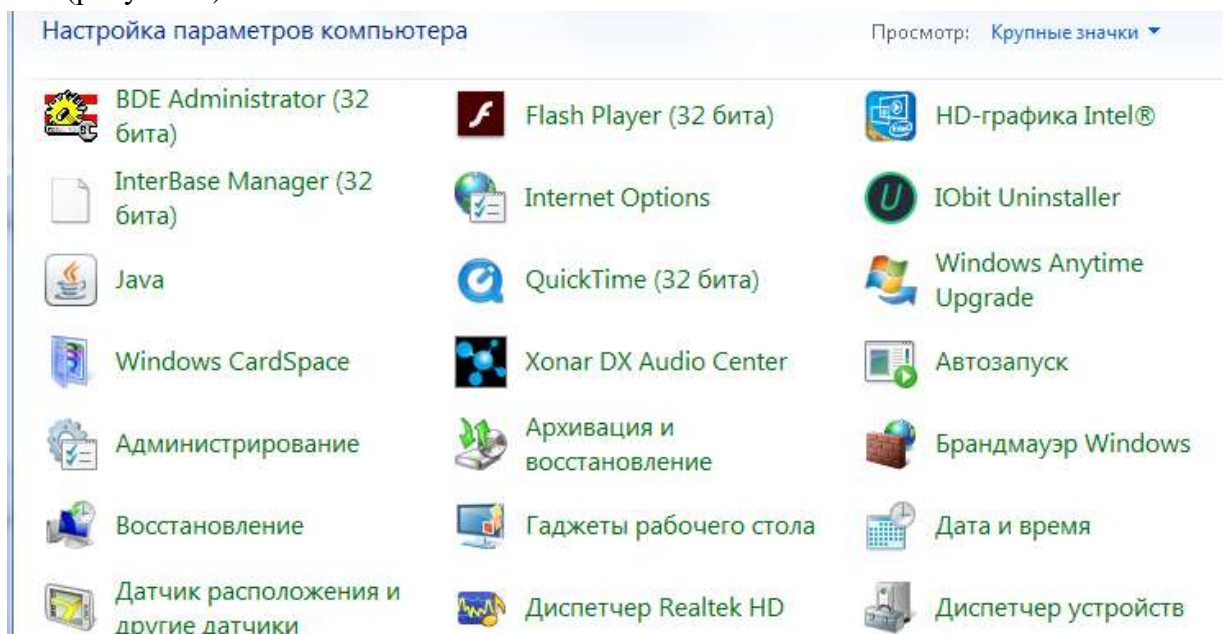 Настройка параметров компьютера
Просмотр: Крупные значки
BDE Administrator (32
бита)
Flash Player (32 бита)
HD-графика Intel®
InterBase Manager (32
бита)
Internet Options
IObit Uninstaller
Java
QuickTime (32 бита)
Windows Anytime
Upgrade
Windows CardSpace
Xonar DX Audio Center
Автозапуск
Администрирование
Архивация и
восстановление
Брандмауэр Windows
Восстановление
Гаджеты рабочего стола
Дата и время
Датчик расположения и
другие датчики
Диспетчер Realtek HD
Диспетчер устройств